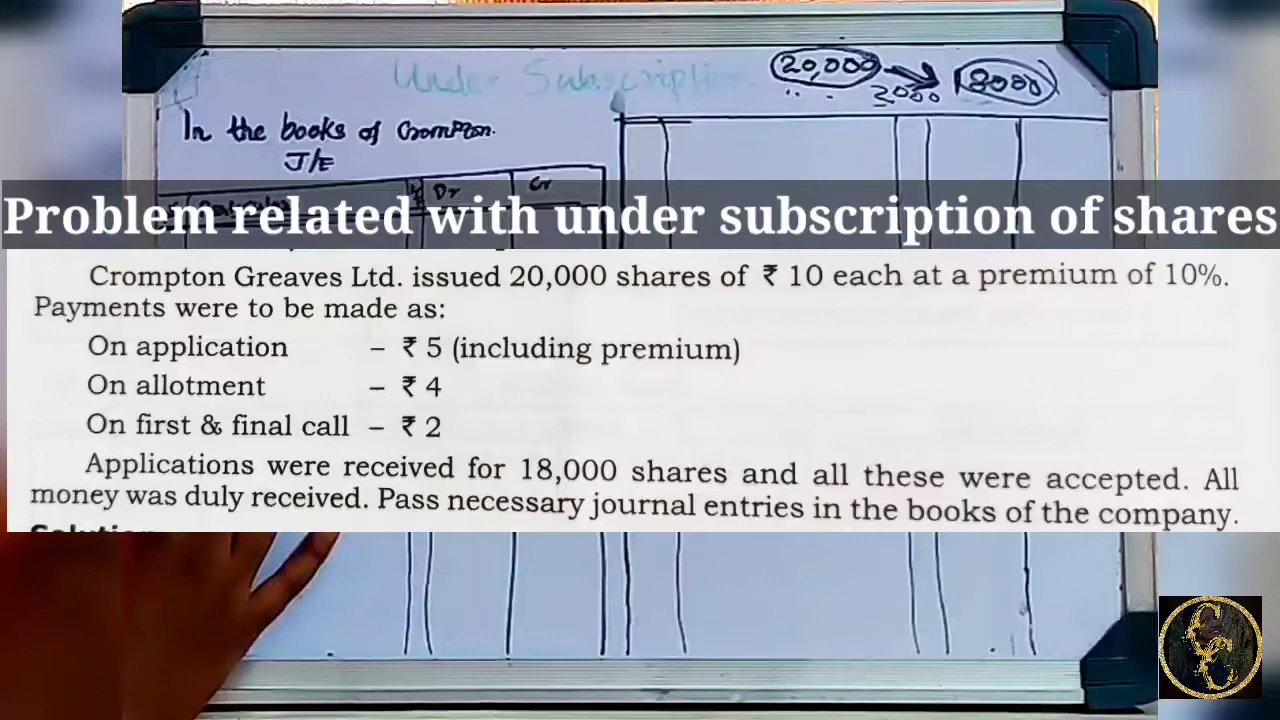 Under Subscription
20,000 → 18000
2000
In the books of Crompton.
J/E
Dr
Cr
Problem related with under subscription of shares
Crompton Greaves Ltd. issued 20,000 shares of ₹ 10 each at a premium of 10%.
Payments were to be made as:
On application – ₹ 5 (including premium)
On allotment – ₹ 4
On first & final call – ₹ 2
Applications were received for 18,000 shares and all these were accepted. All
money was duly received. Pass necessary journal entries in the books of the company.